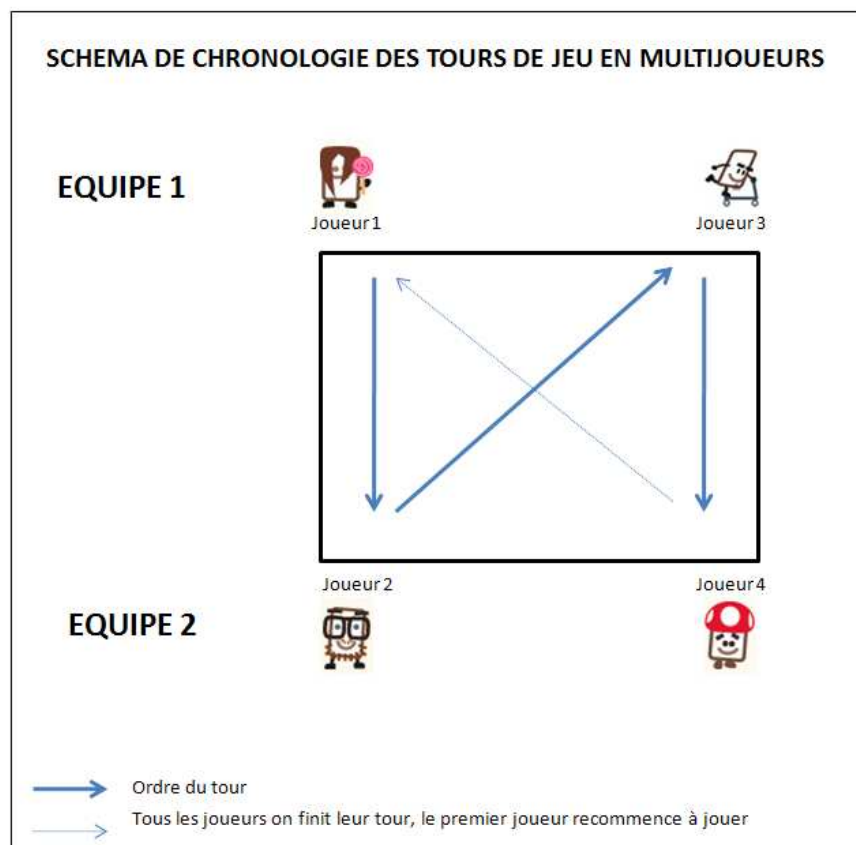 SCHEMA DE CHRONOLOGIE DES TOURS DE JEU EN MULTIJOUEURS
EQUIPE 1
Joueur 1
Joueur 3
Joueur 2
Joueur 4
EQUIPE 2
Ordre du tour
Tous les joueurs on finit leur tour, le premier joueur recommence à jouer